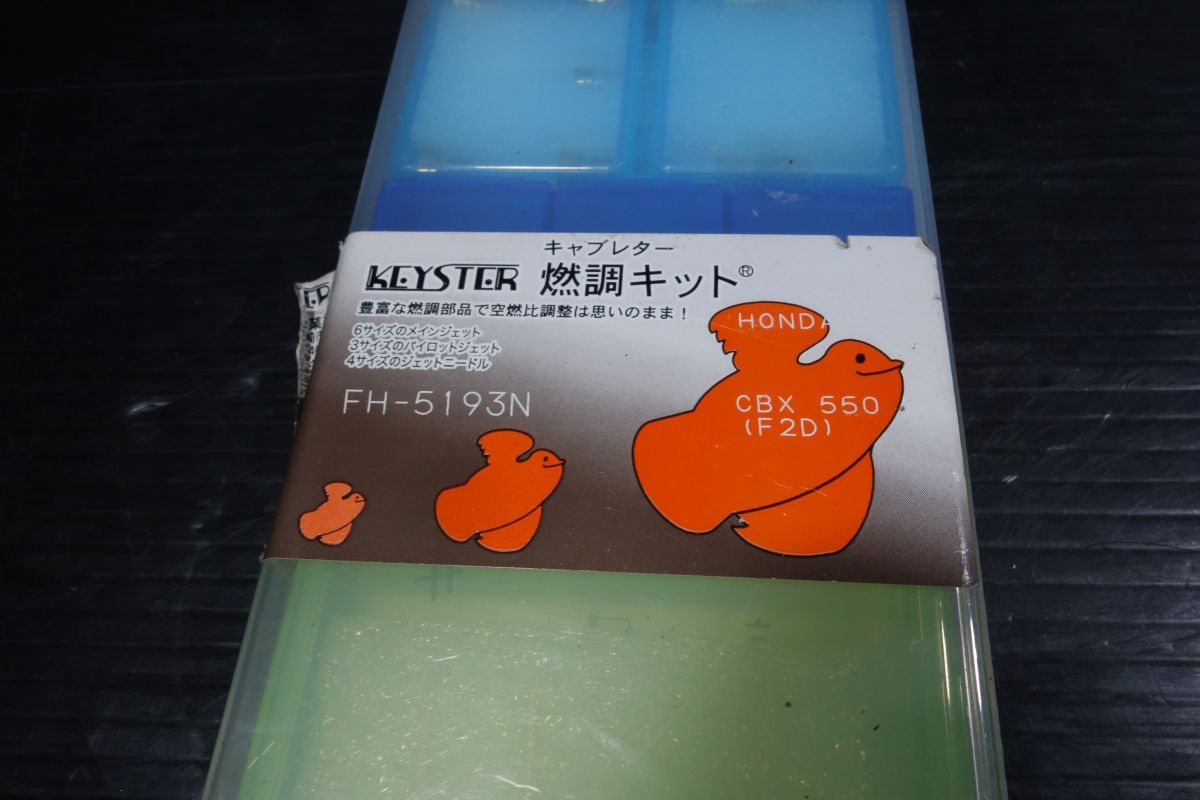 キャブレター
KEYSTER 燃調キット®
豊富な燃調部品で空燃比調整は思いのまま！
6サイズのメインジェット
3サイズのパイロットジェット
4サイズのジェットニードル
FH-5193N
HONDA
CBX 550
(F2D)